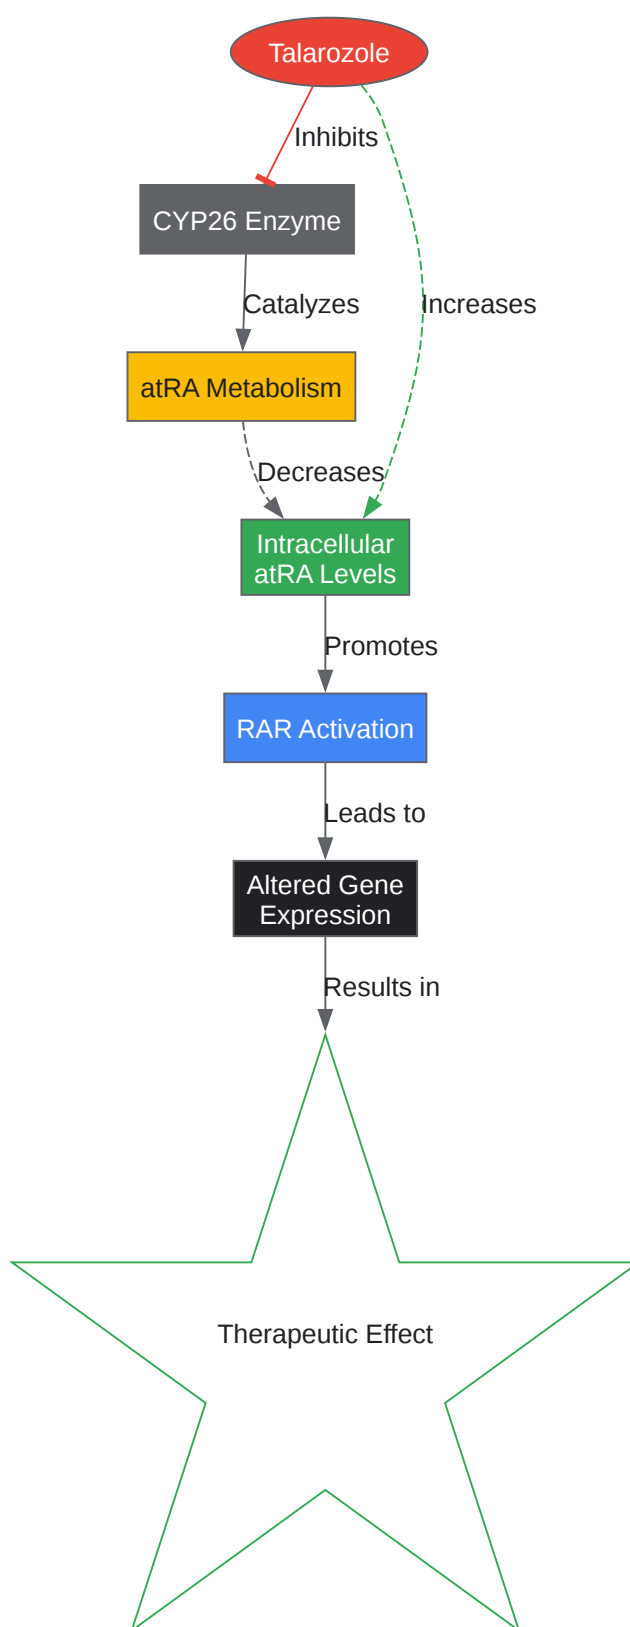 Talarozole
Inhibits
CYP26 Enzyme
Catalyzes
Increases
atRA Metabolism
Decreases
Intracellular
atRA Levels
Promotes
RAR Activation
Leads to
Altered Gene
Expression
Results in
Therapeutic Effect